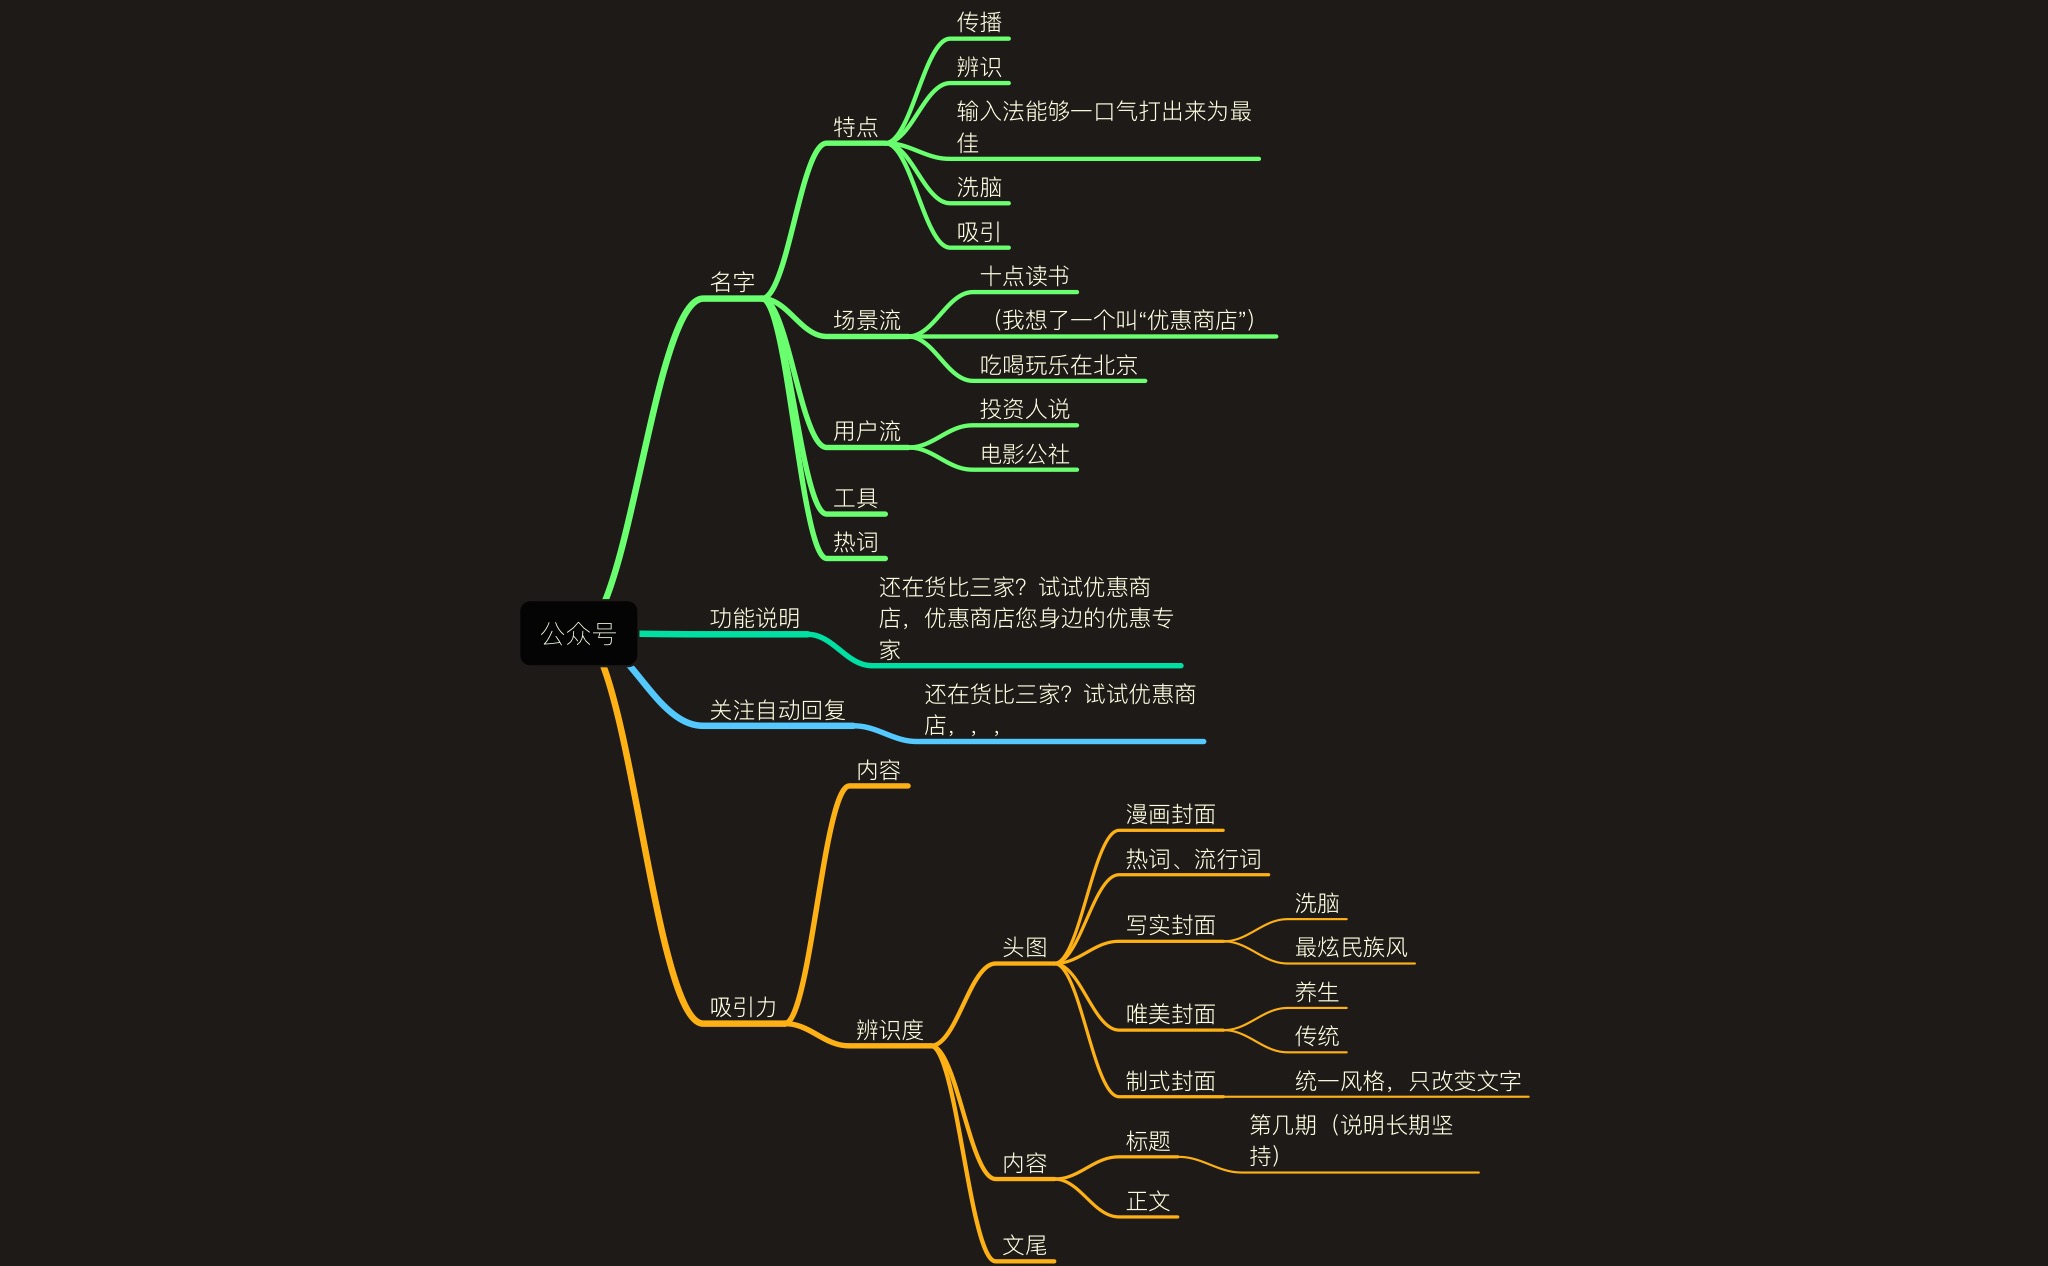 公众号
名字
特点
传播
辨识
输入法能够一口气打出来为最
佳
洗脑
吸引
场景流
十点读书
（我想了一个叫“优惠商店”）
吃喝玩乐在北京
用户流
投资人说
电影公社
工具
热词
功能说明
还在货比三家？试试优惠商
店，优惠商店您身边的优惠专
家
关注自动回复
还在货比三家？试试优惠商
店，，，
吸引力
内容
辨识度
头图
漫画封面
热词、流行词
写实封面
洗脑
最炫民族风
唯美封面
养生
传统
制式封面
统一风格，只改变文字
内容
标题
第几期（说明长期坚
持）
正文
文尾